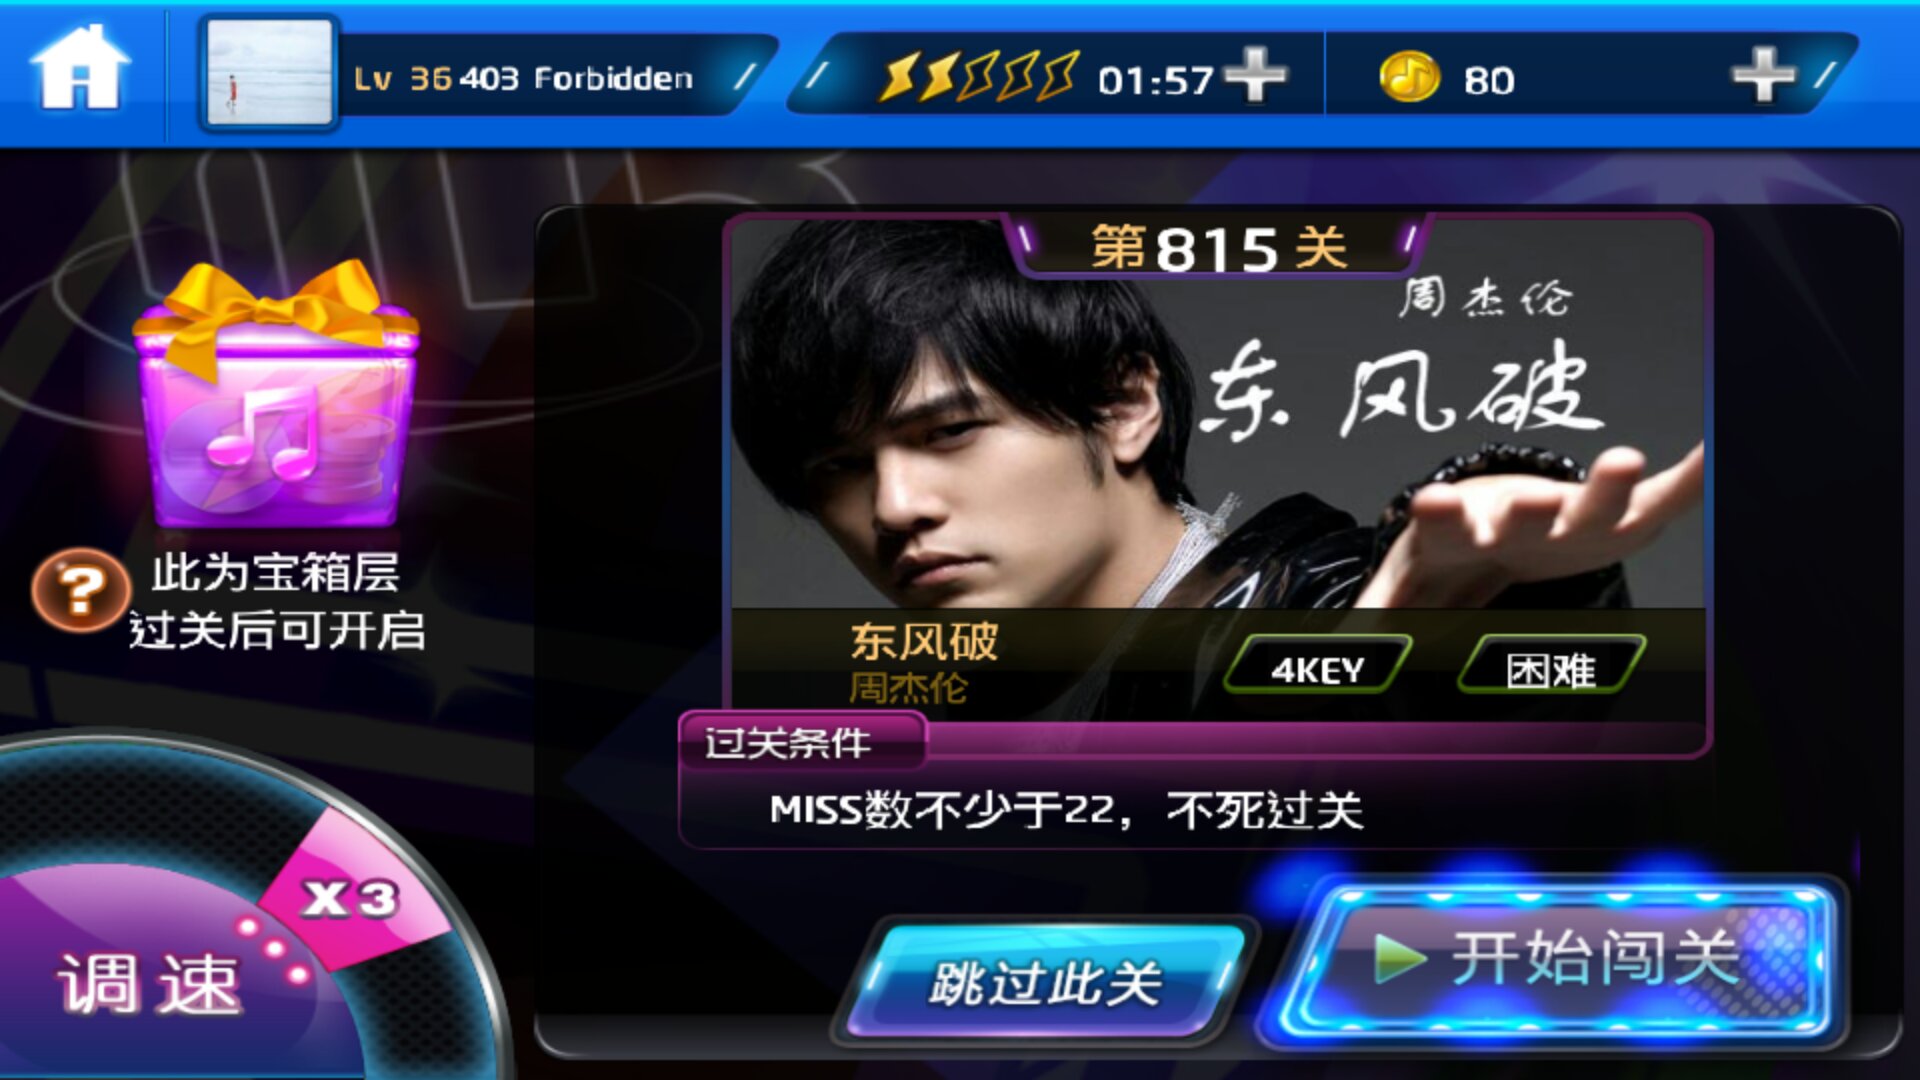 Lv 36 403 Forbidden
01:57
80
第815关
周杰伦
东风破
此为宝箱层
过关后可开启
?
东风破
周杰伦
4KEY
困难
过关条件
MISS数不少于22，不死过关
X3
调速
跳过此关
开始闯关